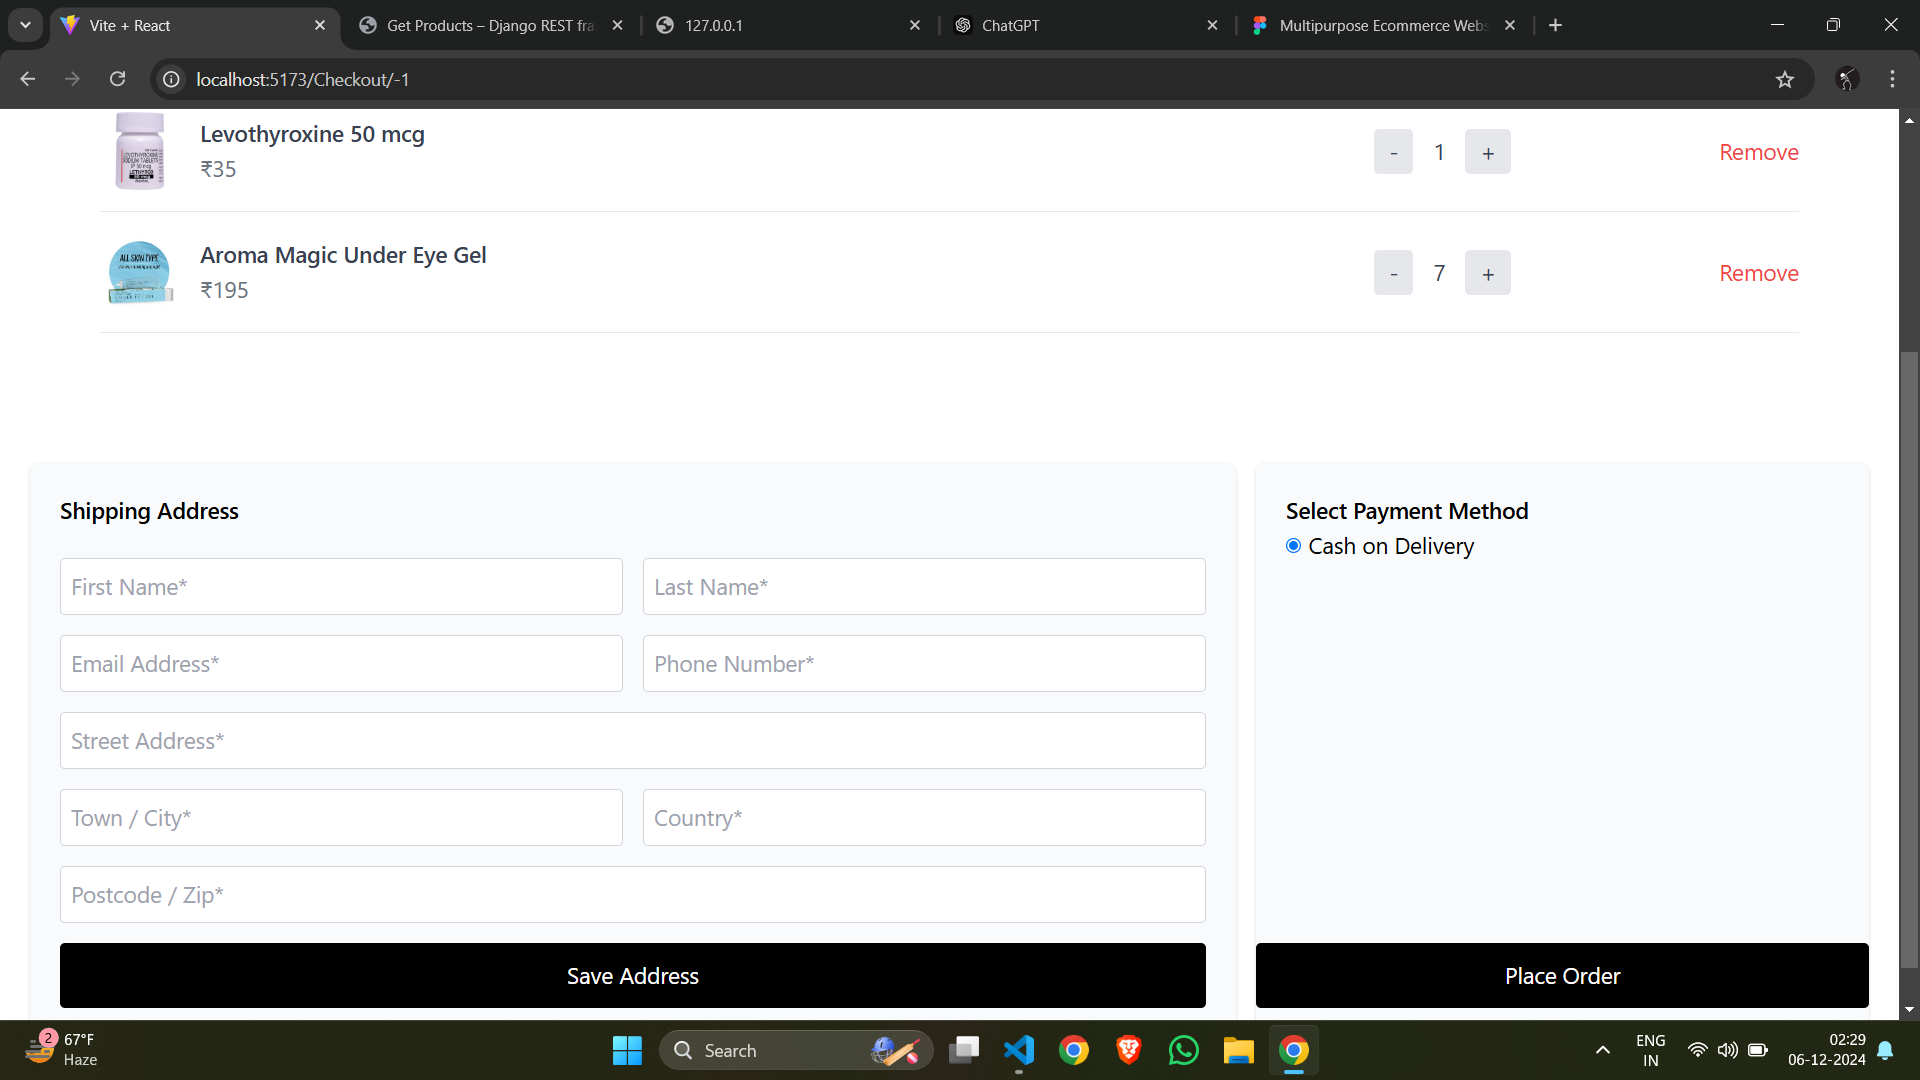 Vite + React
Get Products – Django REST fra
127.0.0.1
ChatGPT
Multipurpose Ecommerce Webs
localhost:5173/Checkout/-1
Levothyroxine 50 mcg
₹35
- 1 +
Remove
ALL SKIN TYPE
Aroma Magic Under Eye Gel
₹195
- 7 +
Remove
Shipping Address
First Name*
Last Name*
Email Address*
Phone Number*
Street Address*
Town / City*
Country*
Postcode / Zip*
Save Address
Select Payment Method
Cash on Delivery
Place Order
2
67°F
Haze
Search
ENG
IN
02:29
06-12-2024